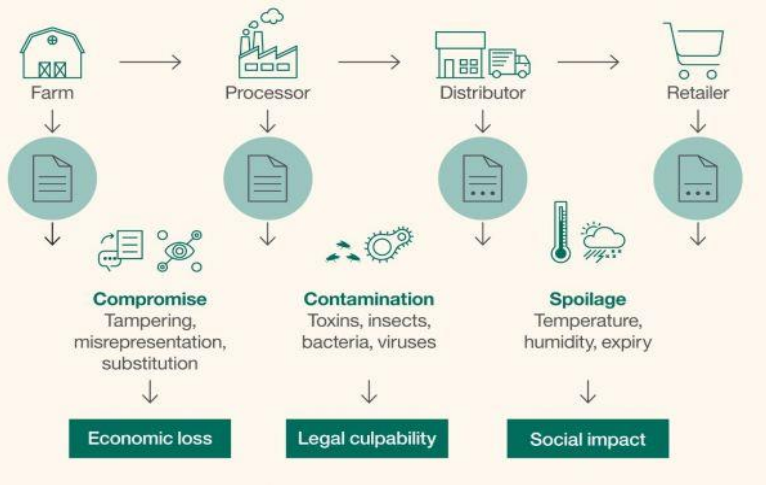 Farm
Processor
Distributor
Retailer
Compromise
Tampering,
misrepresentation,
substitution
Contamination
Toxins, insects,
bacteria, viruses
Spoilage
Temperature,
humidity, expiry
Economic loss
Legal culpability
Social impact